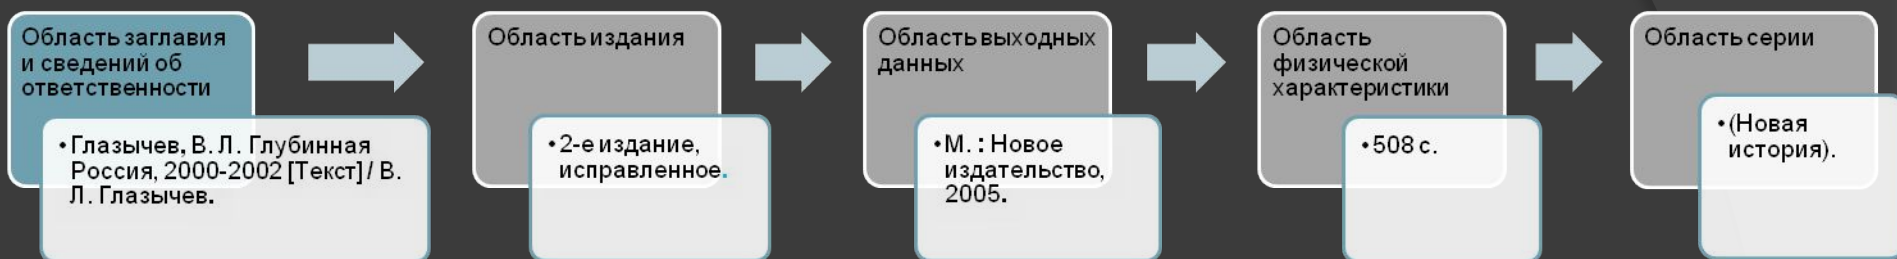 Область заглавия
и сведений об
ответственности
•Глазычев, В. Л. Глубинная
Россия, 2000-2002 [Текст] / В.
Л. Глазычев.
Область издания
•2-е издание,
исправленное.
Область выходных
данных
•М. : Новое
издательство,
2005.
Область
физической
характеристики
•508 с.
Область серии
•(Новая
история).